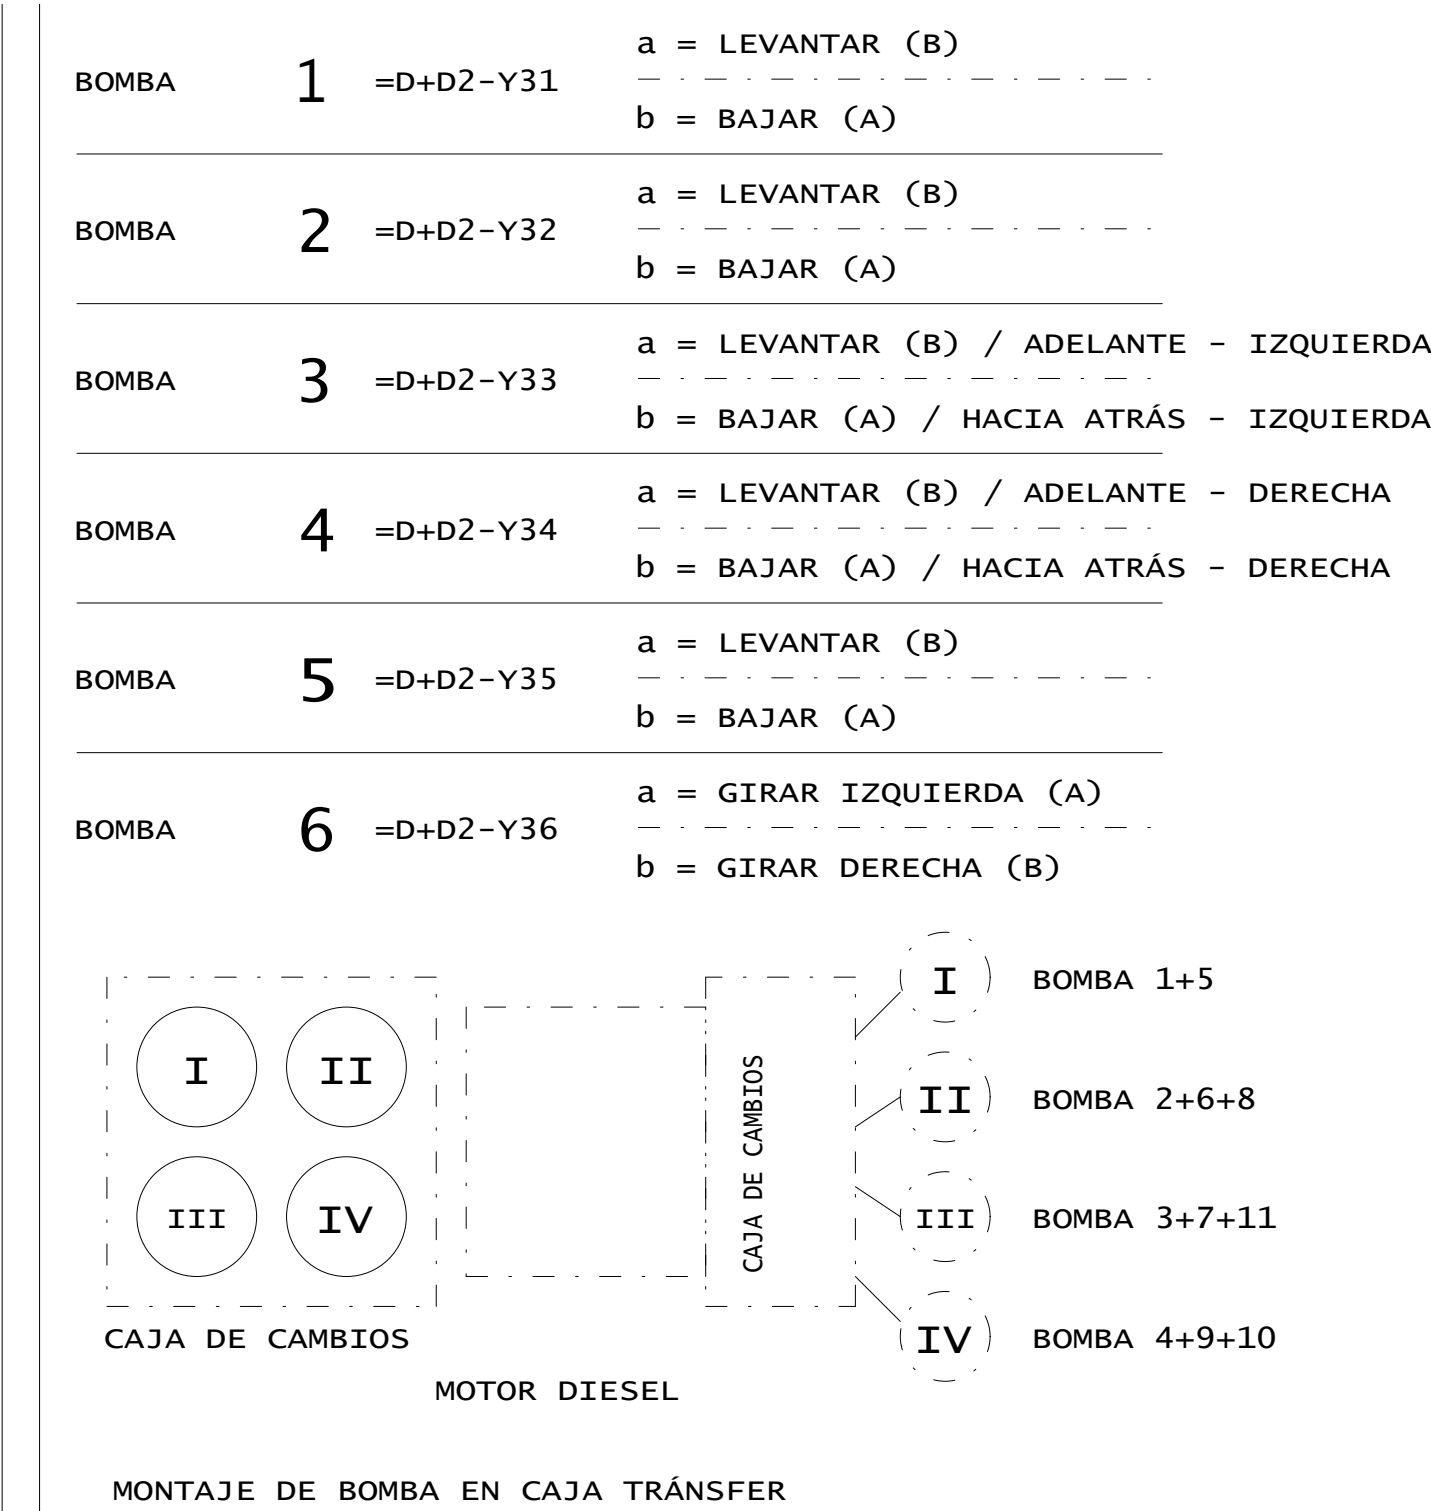 a = LEVANTAR (B)
BOMBA 1 =D+D2-Y31
b = BAJAR (A)
a = LEVANTAR (B)
BOMBA 2 =D+D2-Y32
b = BAJAR (A)
a = LEVANTAR (B) / ADELANTE - IZQUIERDA
BOMBA 3 =D+D2-Y33
b = BAJAR (A) / HACIA ATRÁS - IZQUIERDA
a = LEVANTAR (B) / ADELANTE - DERECHA
BOMBA 4 =D+D2-Y34
b = BAJAR (A) / HACIA ATRÁS - DERECHA
a = LEVANTAR (B)
BOMBA 5 =D+D2-Y35
b = BAJAR (A)
a = GIRAR IZQUIERDA (A)
BOMBA 6 =D+D2-Y36
b = GIRAR DERECHA (B)
I BOMBA 1+5
I II
CAJA DE CAMBIOS
II BOMBA 2+6+8
III IV
III BOMBA 3+7+11
CAJA DE CAMBIOS
IV BOMBA 4+9+10
MOTOR DIESEL
MONTAJE DE BOMBA EN CAJA TRÁNSFER